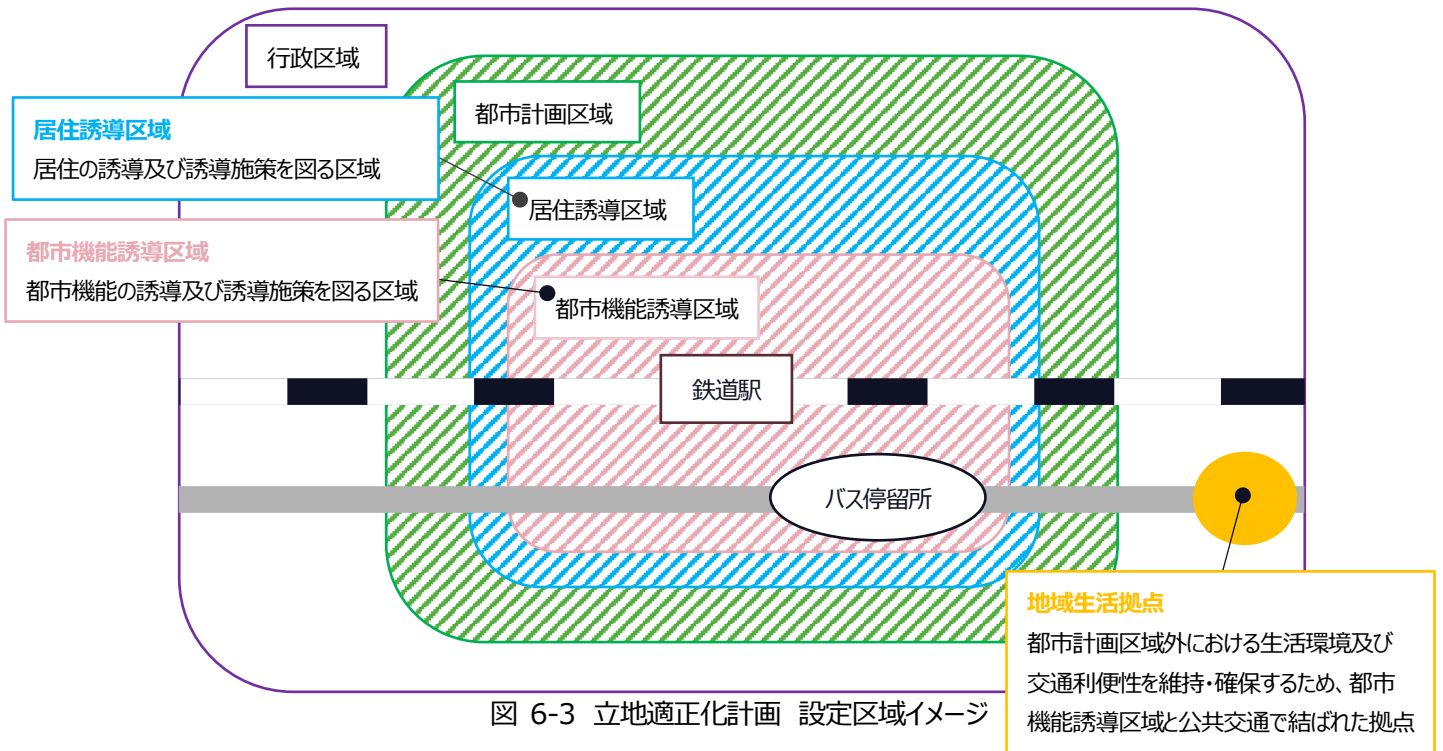 行政区域
都市計画区域
居住誘導区域
居住の誘導及び誘導施策を図る区域
居住誘導区域
都市機能誘導区域
都市機能の誘導及び誘導施策を図る区域
都市機能誘導区域
鉄道駅
バス停留所
地域生活拠点
都市計画区域外における生活環境及び
交通利便性を維持・確保するため、都市
機能誘導区域と公共交通で結ばれた拠点
図 6-3 立地適正化計画 設定区域イメージ